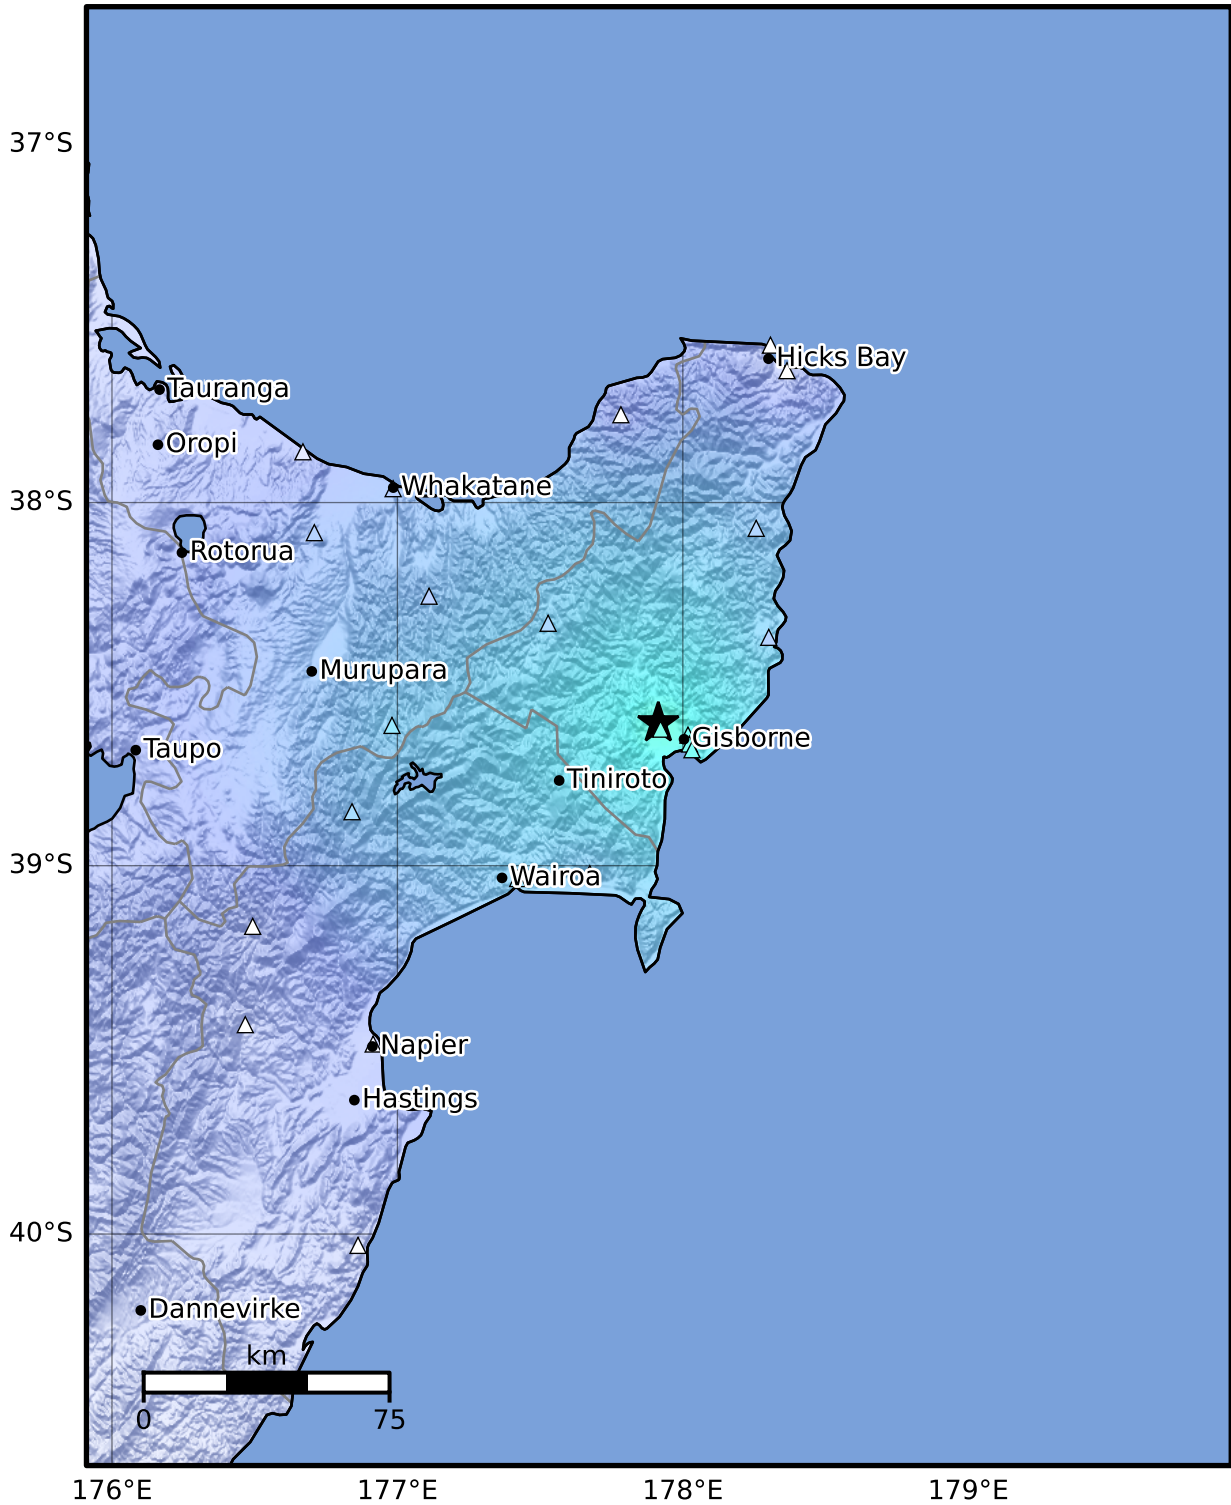 37°S
Hicks Bay
Tauranga
Oropi
Whakatane
38°S
Rotorua
Murupara
Gisborne
Taupo
Tiniroto
39°S
Wairoa
Napier
Hastings
40°S
Dannevirke
km
0 75
176°E 177°E 178°E 179°E